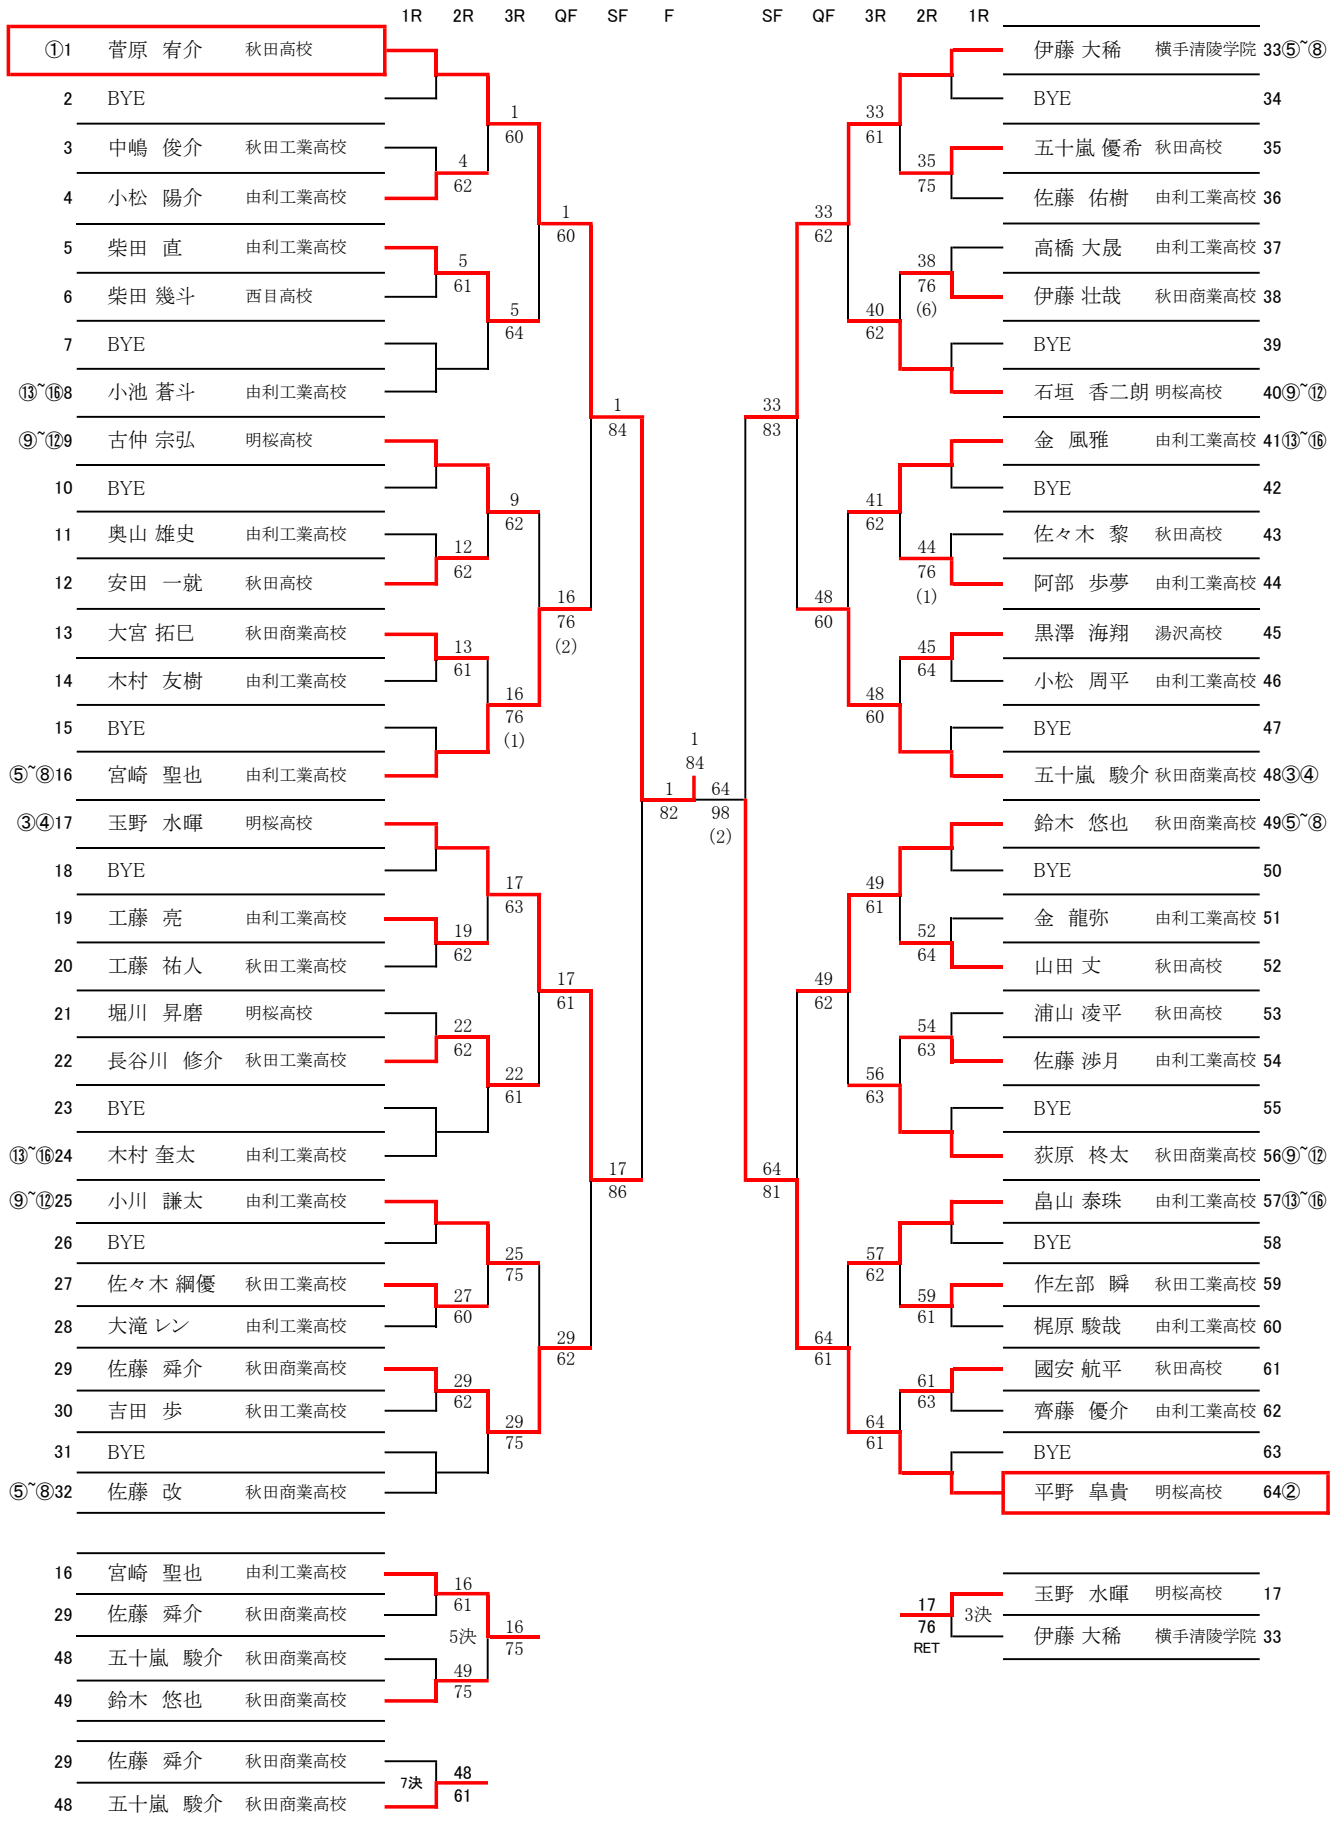 1R 2R 3R QF SF F SF QF 3R 2R 1R
①1 菅原 宥介 秋田高校
2 BYE
3 中嶋 俊介 秋田工業高校
4 小松 陽介 由利工業高校
5 柴田 直 由利工業高校
6 柴田 幾斗 西目高校
7 BYE
⑬~⑯8 小池 蒼斗 由利工業高校
⑨~⑫9 古仲 宗弘 明桜高校
10 BYE
11 奥山 雄史 由利工業高校
12 安田 一就 秋田高校
13 大宮 拓巳 秋田商業高校
14 木村 友樹 由利工業高校
15 BYE
⑤~⑧16 宮崎 聖也 由利工業高校
③④17 玉野 水暉 明桜高校
18 BYE
19 工藤 亮 由利工業高校
20 工藤 祐人 秋田工業高校
21 堀川 昇磨 明桜高校
22 長谷川 修介 秋田工業高校
23 BYE
⑬~⑯24 木村 奎太 由利工業高校
⑨~⑫25 小川 謙太 由利工業高校
26 BYE
27 佐々木 綱優 秋田工業高校
28 大滝 レン 由利工業高校
29 佐藤 舜介 秋田商業高校
30 吉田 歩 秋田工業高校
31 BYE
⑤~⑧32 佐藤 改 秋田商業高校
4
62
5
61
12
62
13
61
19
62
22
62
27
60
29
62
1
60
5
64
9
62
16
76
(1)
17
63
22
61
25
75
29
75
1
60
16
76
(2)
17
61
29
62
1
84
17
86
1
82
1
84
64
98
(2)
33
83
64
81
33
62
48
60
49
62
64
61
33
61
40
62
41
62
48
60
49
61
56
63
57
62
64
61
35
75
38
76
(6)
44
76
(1)
45
64
52
64
54
63
59
61
61
63
伊藤 大稀 横手清陵学院 33⑤~⑧
BYE 34
五十嵐 優希 秋田高校 35
佐藤 佑樹 由利工業高校 36
高橋 大晟 由利工業高校 37
伊藤 壮哉 秋田商業高校 38
BYE 39
石垣 香二朗 明桜高校 40⑨~⑫
金 風雅 由利工業高校 41⑬~⑯
BYE 42
佐々木 黎 秋田高校 43
阿部 歩夢 由利工業高校 44
黒澤 海翔 湯沢高校 45
小松 周平 由利工業高校 46
BYE 47
五十嵐 駿介 秋田商業高校 48③④
鈴木 悠也 秋田商業高校 49⑤~⑧
BYE 50
金 龍弥 由利工業高校 51
山田 丈 秋田高校 52
浦山 凌平 秋田高校 53
佐藤 渉月 由利工業高校 54
BYE 55
荻原 柊太 秋田商業高校 56⑨~⑫
畠山 泰珠 由利工業高校 57⑬~⑯
BYE 58
作左部 瞬 秋田工業高校 59
梶原 駿哉 由利工業高校 60
國安 航平 秋田高校 61
齊藤 優介 由利工業高校 62
BYE 63
平野 皐貴 明桜高校 64②
16 宮崎 聖也 由利工業高校
29 佐藤 舜介 秋田商業高校
48 五十嵐 駿介 秋田商業高校
49 鈴木 悠也 秋田商業高校
16
61
5決
49
75
16
75
17
76
RET
3決
玉野 水暉 明桜高校 17
伊藤 大稀 横手清陵学院 33
29 佐藤 舜介 秋田商業高校
48 五十嵐 駿介 秋田商業高校
7決
48
61